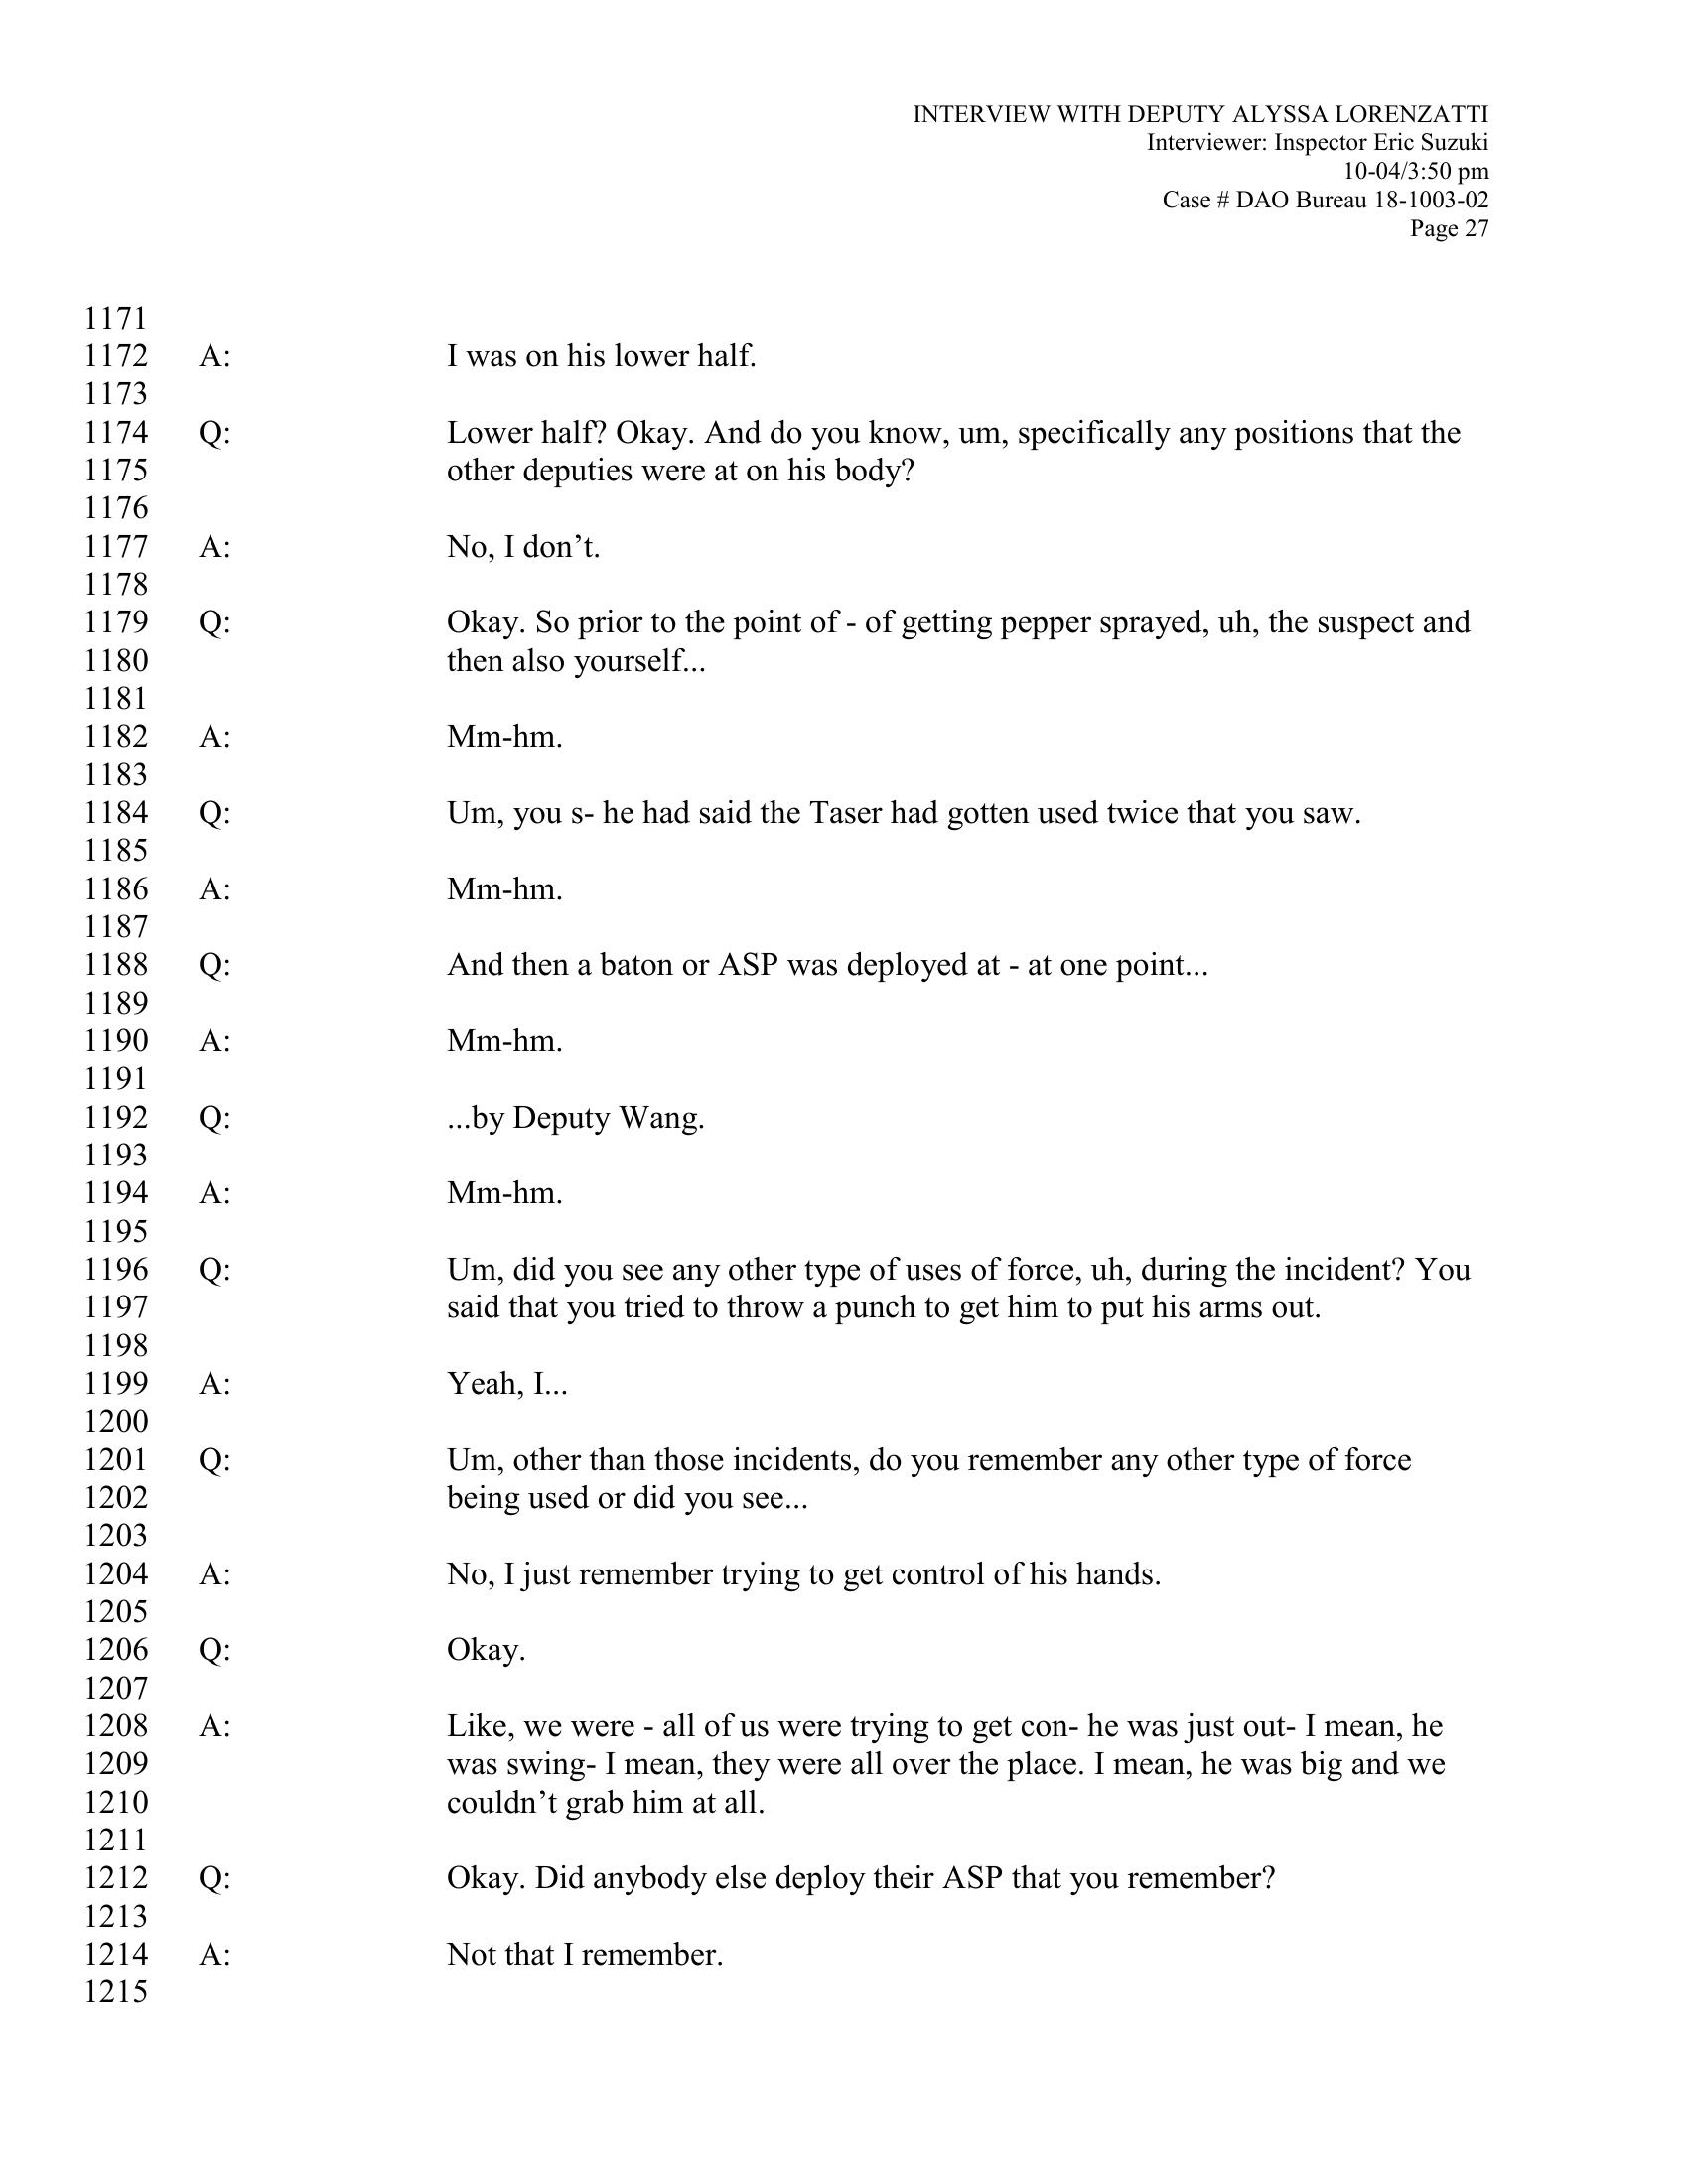 INTERVIEW WITH DEPUTY ALYSSA LORENZATTI
Interviewer: Inspector Eric Suzuki
10-04/3:50 pm
Case # DAO Bureau 18-1003-02
Page 27
1171
1172 A: I was on his lower half.
1173
1174 Q: Lower half? Okay. And do you know, um, specifically any positions that the
1175 other deputies were at on his body?
1176
1177 A: No, I don’t.
1178
1179 Q: Okay. So prior to the point of - of getting pepper sprayed, uh, the suspect and
1180 then also yourself...
1181
1182 A: Mm-hm.
1183
1184 Q: Um, you s- he had said the Taser had gotten used twice that you saw.
1185
1186 A: Mm-hm.
1187
1188 Q: And then a baton or ASP was deployed at - at one point...
1189
1190 A: Mm-hm.
1191
1192 Q: ...by Deputy Wang.
1193
1194 A: Mm-hm.
1195
1196 Q: Um, did you see any other type of uses of force, uh, during the incident? You
1197 said that you tried to throw a punch to get him to put his arms out.
1198
1199 A: Yeah, I...
1200
1201 Q: Um, other than those incidents, do you remember any other type of force
1202 being used or did you see...
1203
1204 A: No, I just remember trying to get control of his hands.
1205
1206 Q: Okay.
1207
1208 A: Like, we were - all of us were trying to get con- he was just out- I mean, he
1209 was swing- I mean, they were all over the place. I mean, he was big and we
1210 couldn’t grab him at all.
1211
1212 Q: Okay. Did anybody else deploy their ASP that you remember?
1213
1214 A: Not that I remember.
1215